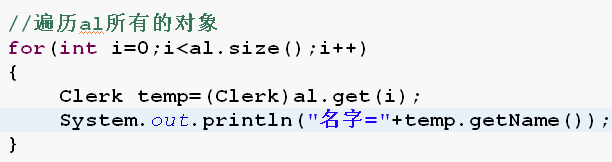 //遍历al所有的对象
for(int i=0;i<al.size();i++)
{
    Clerk temp=(Clerk)al.get(i);
    System.out.println("名字="+temp.getName());
}